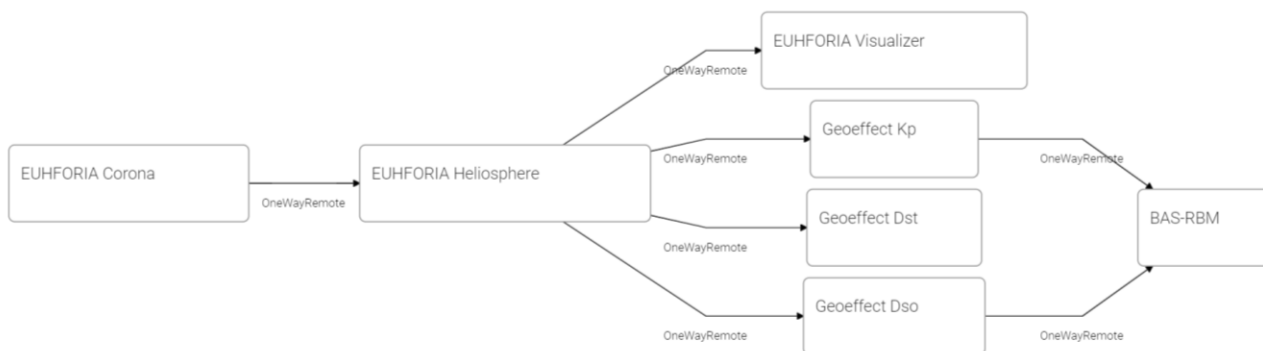 EUHFORIA Visualizer
OneWayRemote
Geoeffect Kp
OneWayRemote
OneWayRemote
EUHFORIA Corona
EUHFORIA Heliosphere
OneWayRemote
Geoeffect Dst
BAS-RBM
OneWayRemote
Geoeffect Dso
OneWayRemote
OneWayRemote